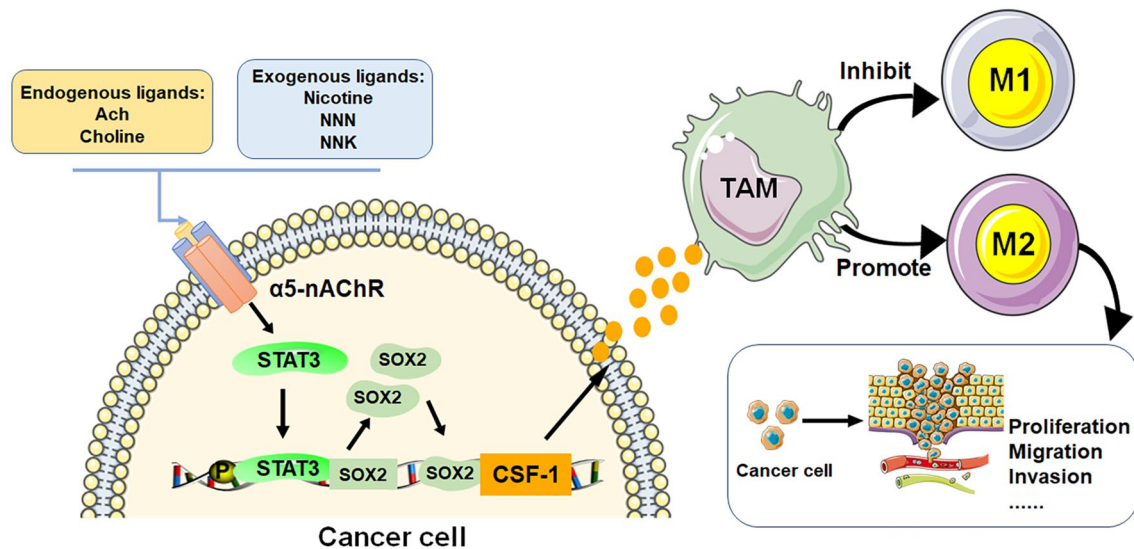 Endogenous ligands:
Ach
Choline
Exogenous ligands:
Nicotine
NNN
NNK
α5-nAChR
STAT3
SOX2
SOX2
P
STAT3
SOX2
SOX2
CSF-1
Cancer cell
TAM
Inhibit
M1
Promote
M2
Cancer cell
Proliferation
Migration
Invasion
......